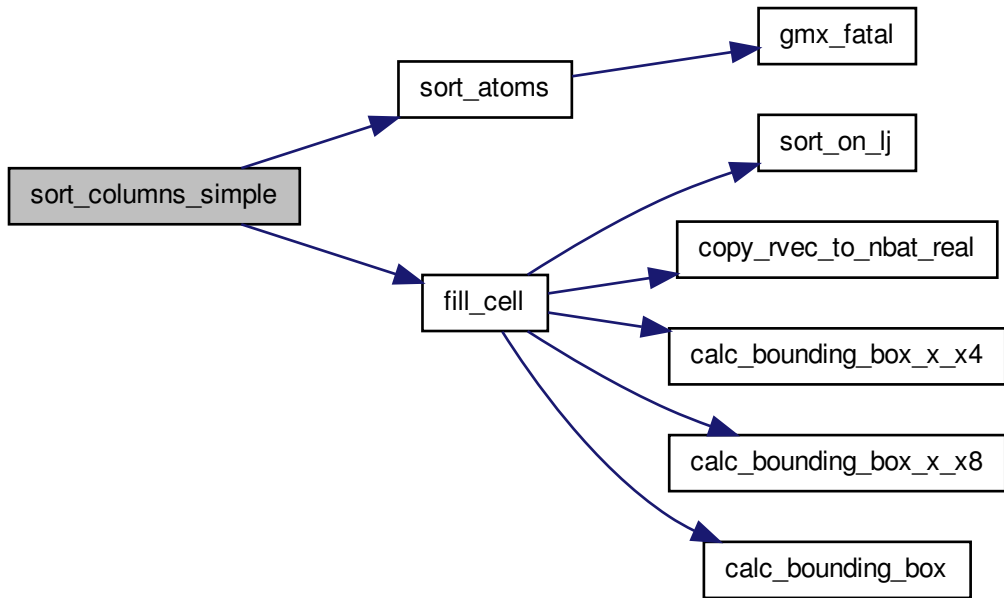 gmx_fatal
sort_atoms
sort_on_lj
sort_columns_simple
copy_rvec_to_nbat_real
fill_cell
calc_bounding_box_x_x4
calc_bounding_box_x_x8
calc_bounding_box